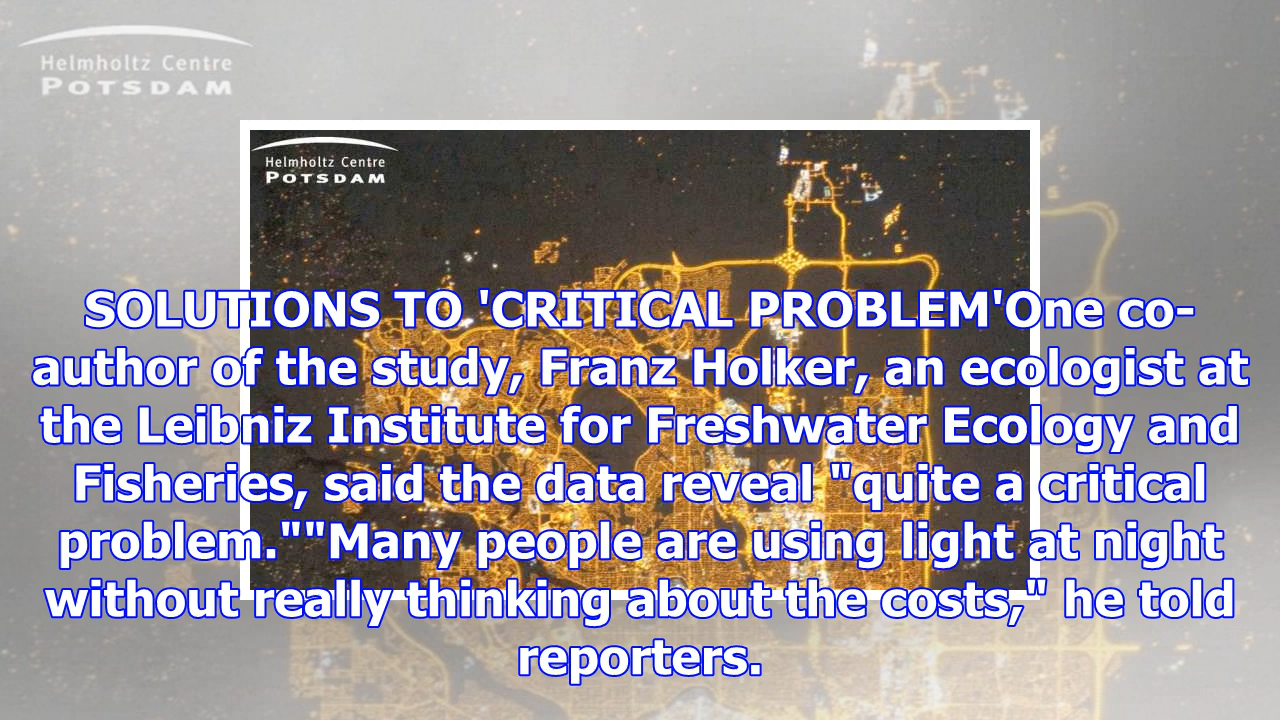 Helmholtz Centre
POTSDAM
Helmholtz Centre
POTSDAM
SOLUTIONS TO 'CRITICAL PROBLEM'One co-
author of the study, Franz Holker, an ecologist at
the Leibniz Institute for Freshwater Ecology and
Fisheries, said the data reveal "quite a critical
problem.""Many people are using light at night
without really thinking about the costs," he told
reporters.